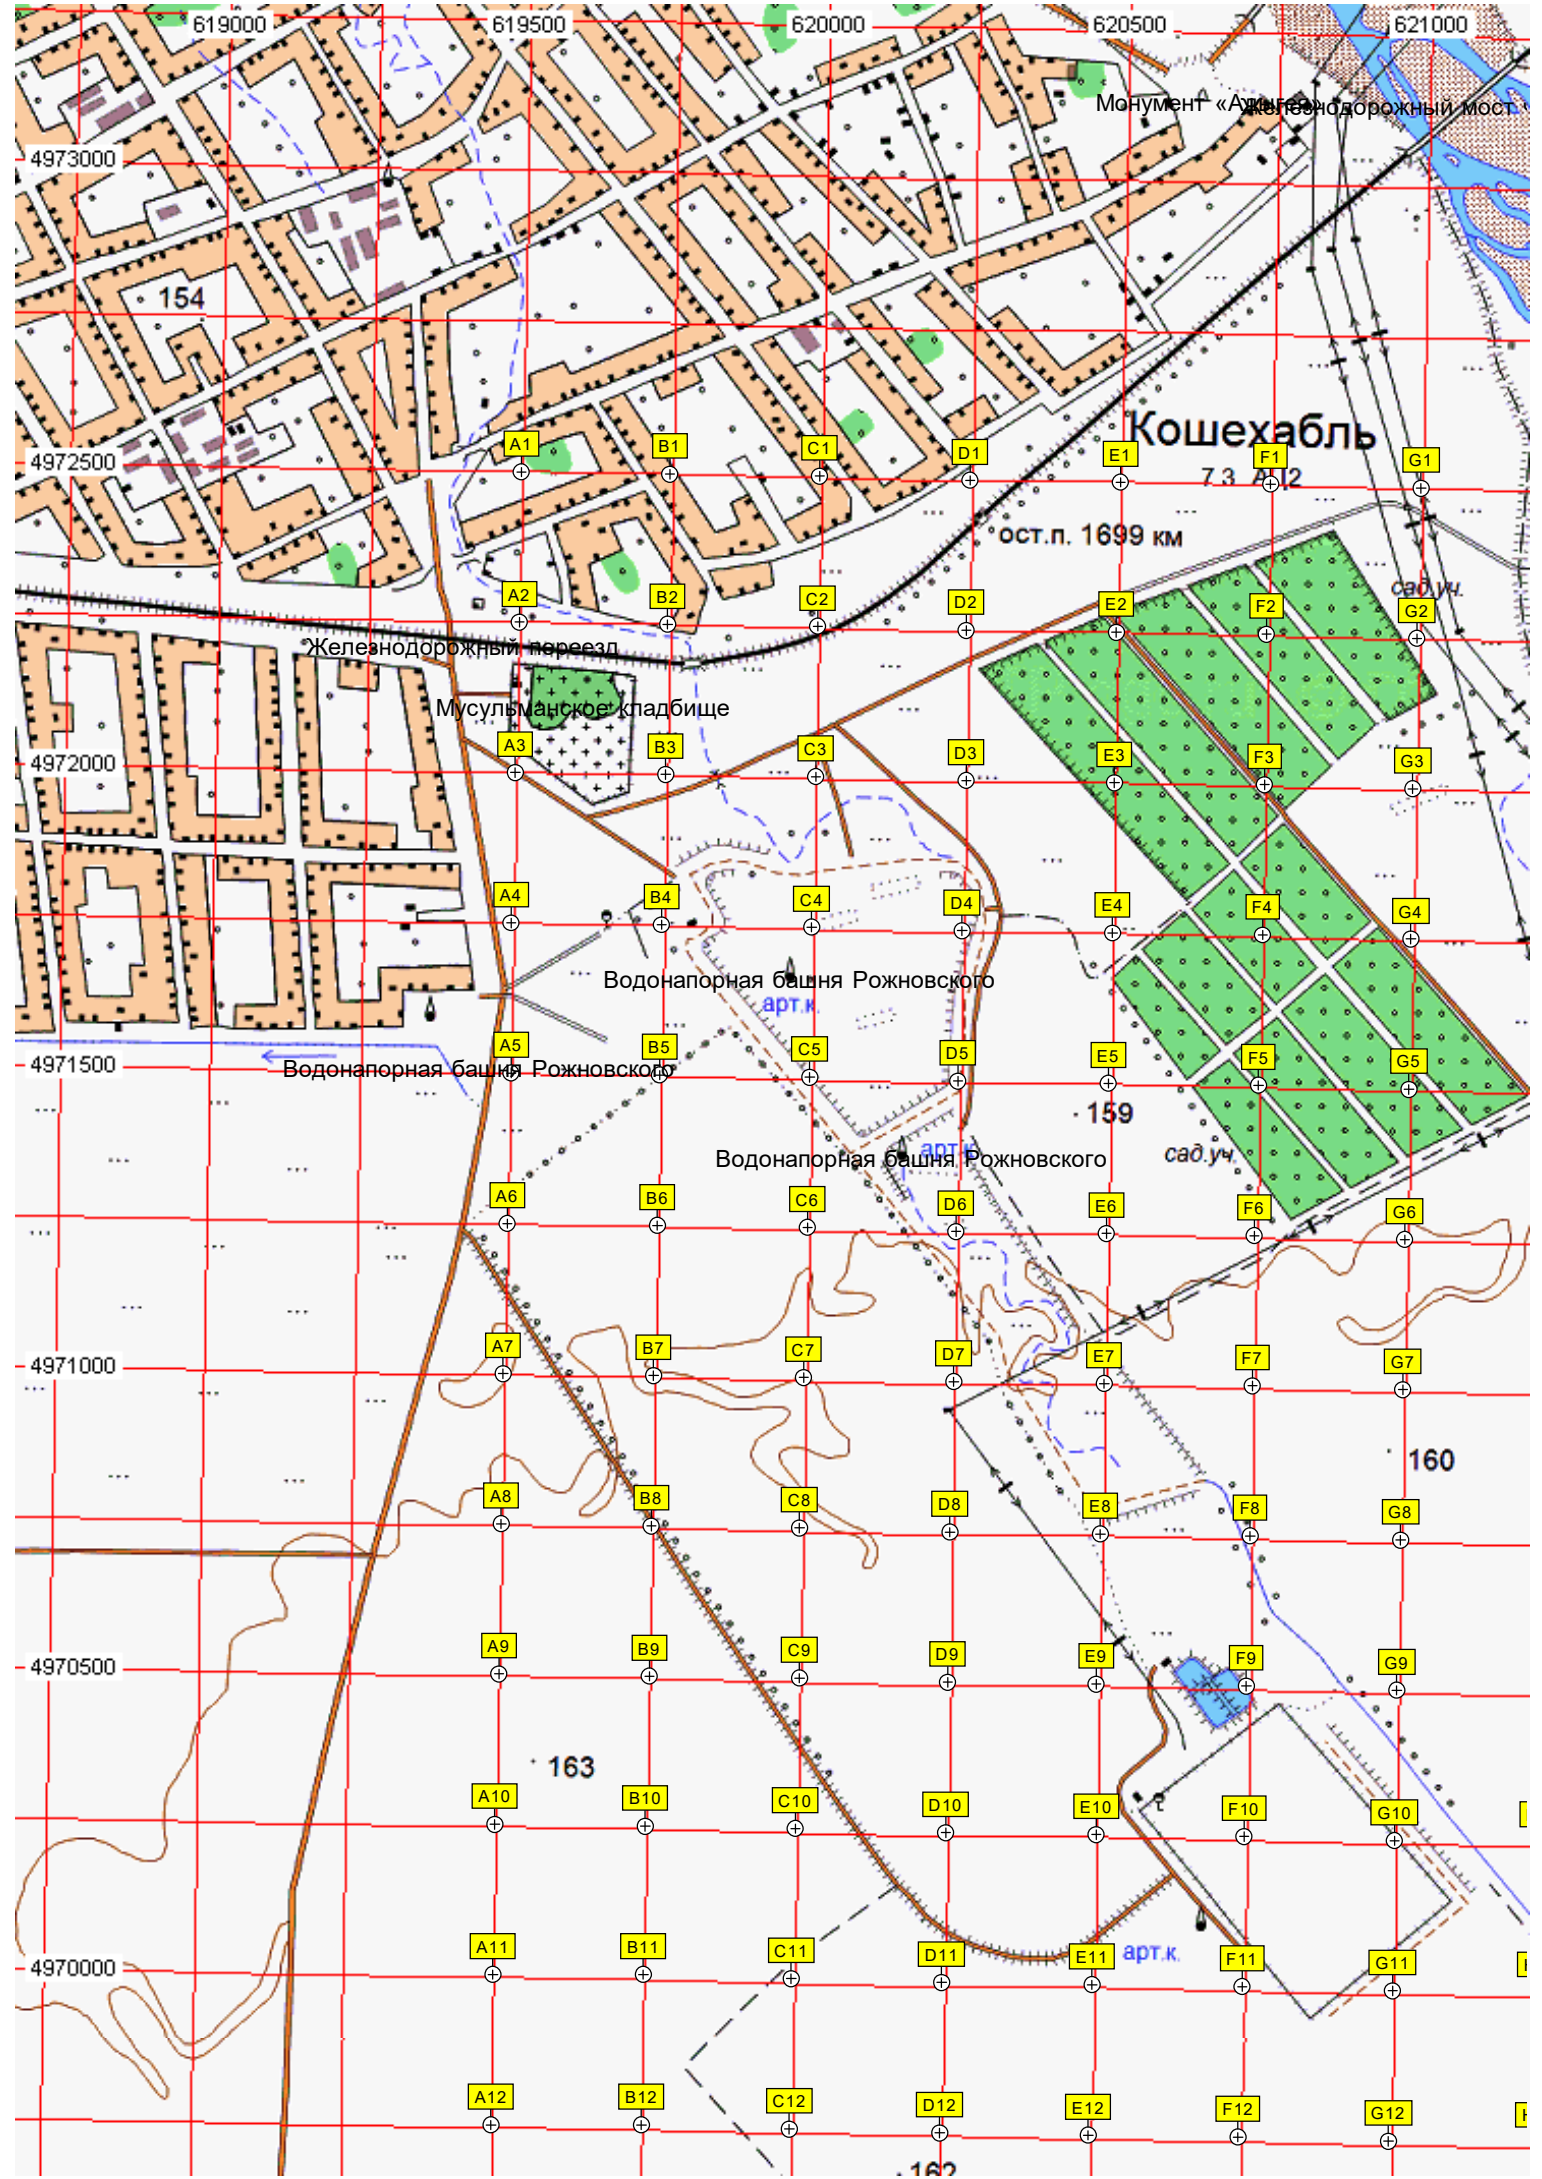 619000 619500 620000 620500 621000
Монумент «Адыгея»
Железнодорожный мост
4973000
154
Кошехабль
4972500
A1 B1 C1 D1 E1 F1 G1
ост.п. 1699 км
сад.уч.
A2 B2 C2 D2 E2 F2 G2
Железнодорожный переезд
Мусульманское кладбище
4972000
A3 B3 C3 D3 E3 F3 G3
A4 B4 C4 D4 E4 F4 G4
Водонапорная башня Рожновского
арт.к.
4971500
A5 B5 C5 D5 E5 F5 G5
Водонапорная башня Рожновского
159
арт.к.
сад.уч.
Водонапорная башня Рожновского
A6 B6 C6 D6 E6 F6 G6
4971000
A7 B7 C7 D7 E7 F7 G7
160
A8 B8 C8 D8 E8 F8 G8
4970500
A9 B9 C9 D9 E9 F9 G9
163
A10 B10 C10 D10 E10 F10 G10
4970000
A11 B11 C11 D11 E11 F11 G11
арт.к.
A12 B12 C12 D12 E12 F12 G12
162